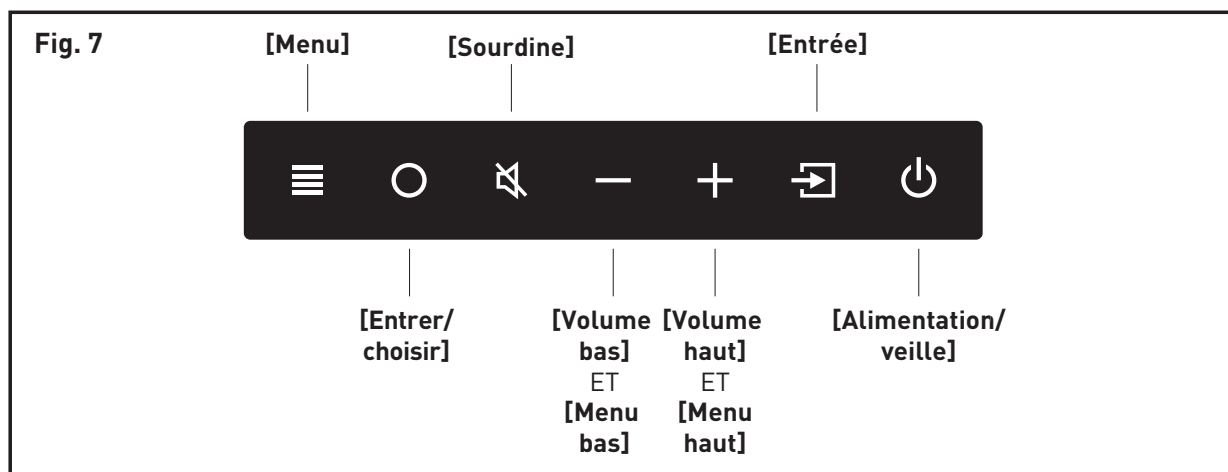 Fig. 7
[Menu]
[Sourdine]
[Entrée]
[Entrer/
choisir]
[Volume
bas]
ET
[Menu
bas]
[Volume
haut]
ET
[Menu
haut]
[Alimentation/
veille]